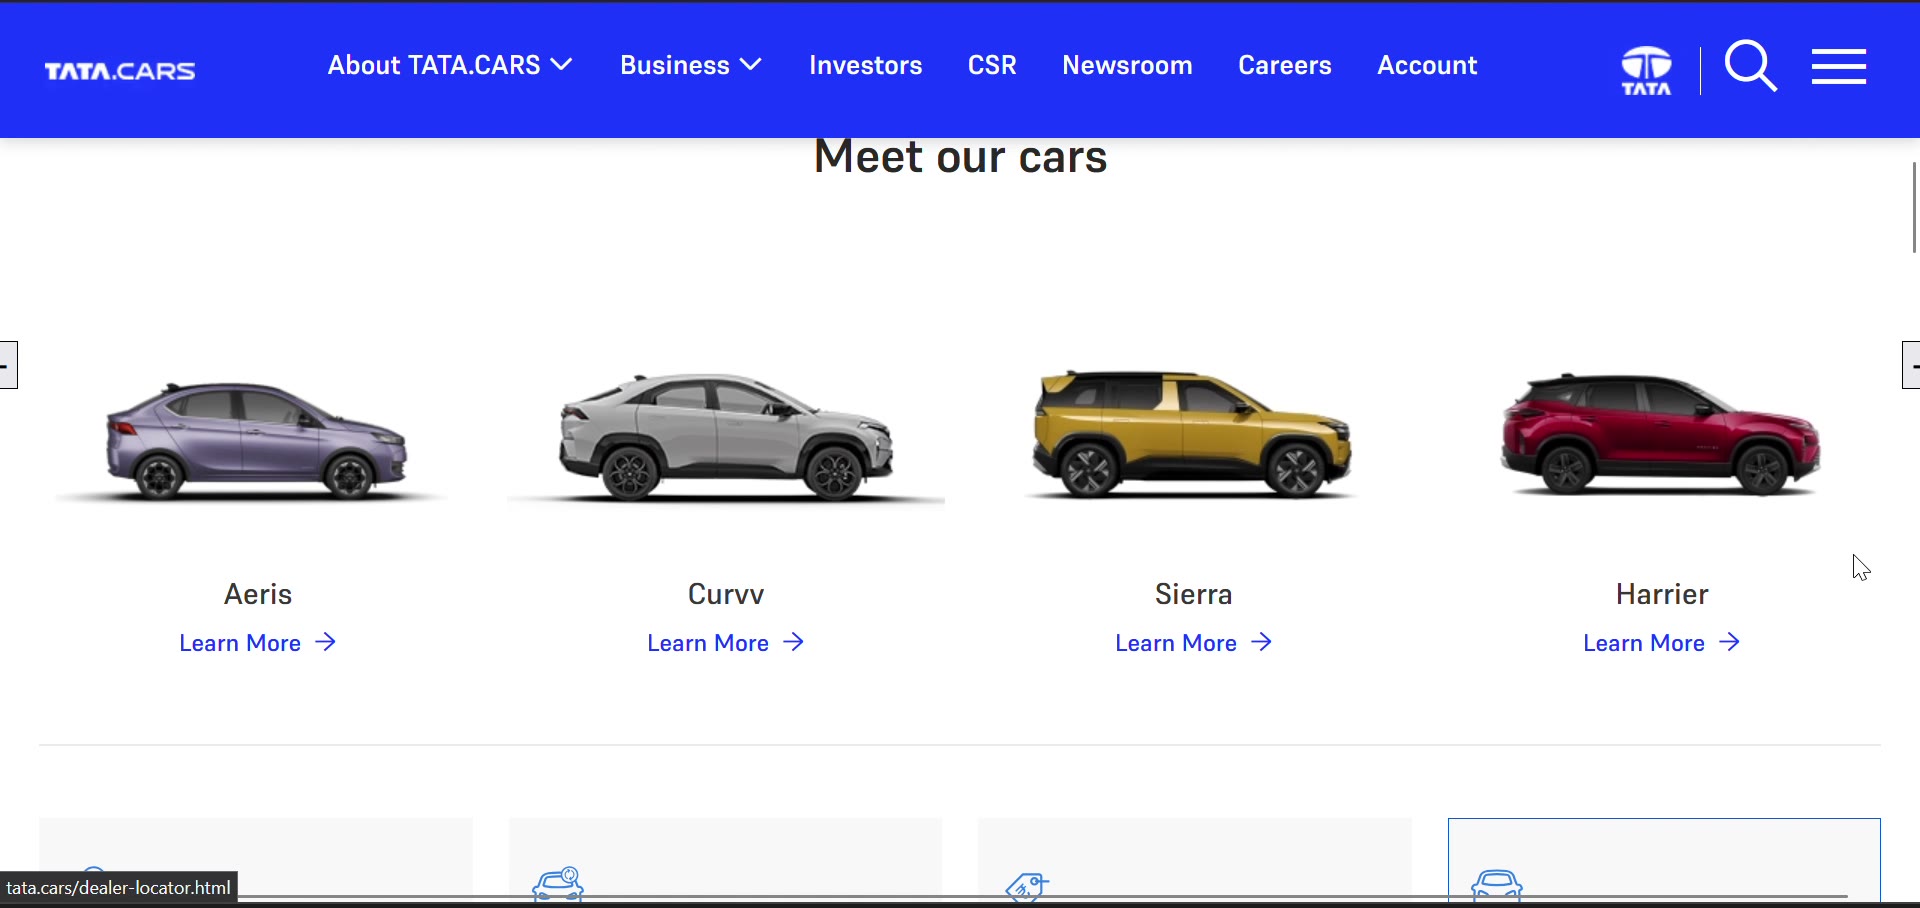 TATA.CARS
About TATA.CARS Business Investors CSR Newsroom Careers Account
TATA
Meet our cars
Aeris Curvv Sierra Harrier
Learn More Learn More Learn More Learn More
tata.cars/dealer-locator.html